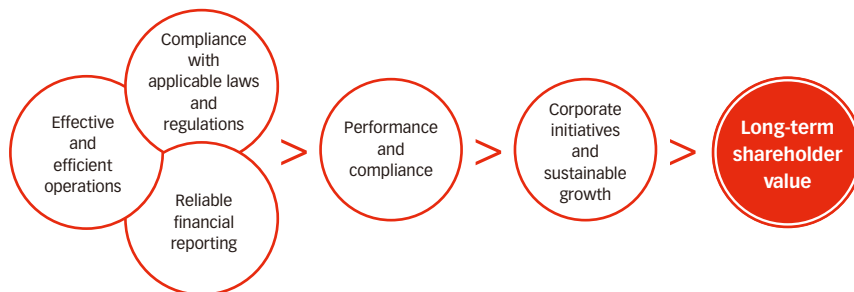 Effective
and
efficient
operations
Compliance
with
applicable laws
and
regulations
Reliable
financial
reporting
>
Performance
and
compliance
>
Corporate
initiatives
and
sustainable
growth
>
Long-term
shareholder
value